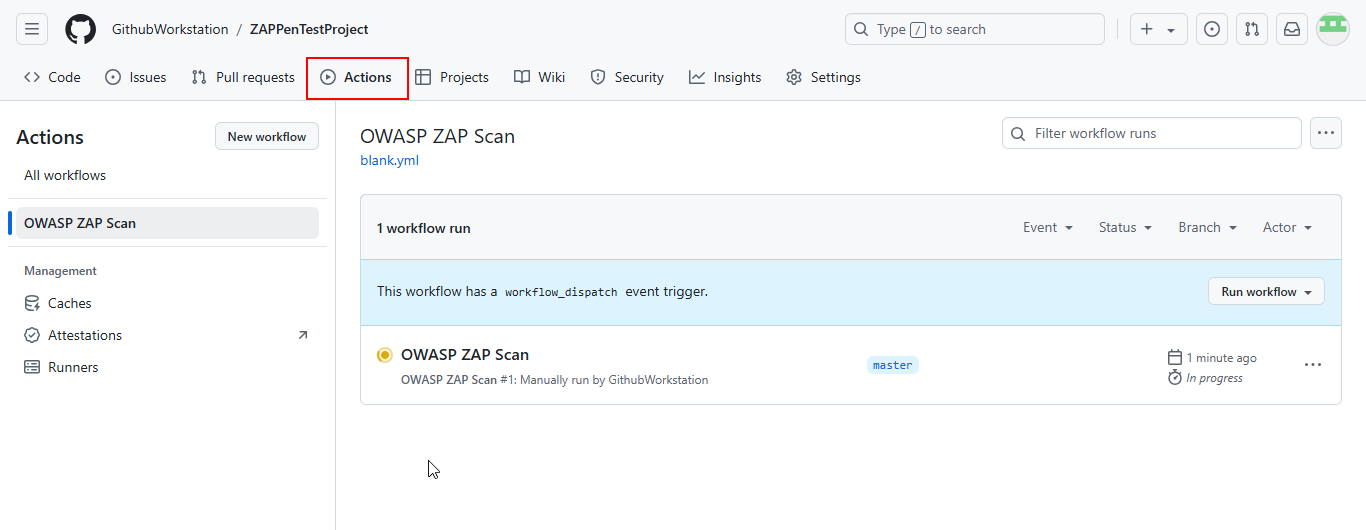 GithubWorkstation / ZAPPenTestProject
Type / to search
Code Issues Pull requests Actions Projects Wiki Security Insights Settings
Actions
New workflow
All workflows
OWASP ZAP Scan
Management
Caches
Attestations
Runners
OWASP ZAP Scan
blank.yml
Filter workflow runs
1 workflow run
Event Status Branch Actor
This workflow has a workflow_dispatch event trigger.
Run workflow
OWASP ZAP Scan
OWASP ZAP Scan #1: Manually run by GithubWorkstation
master
1 minute ago
In progress